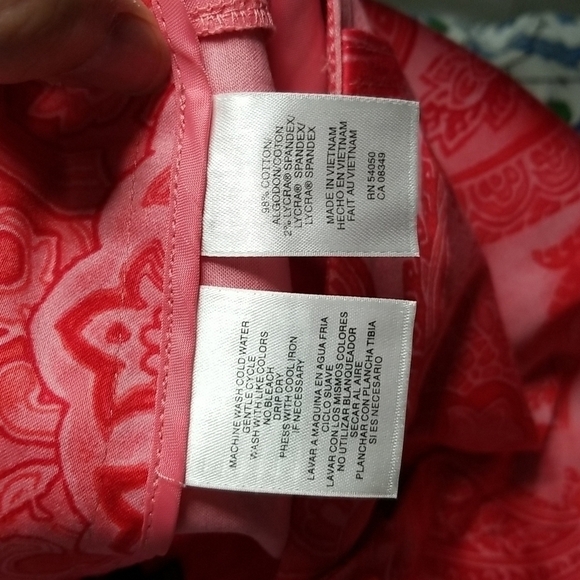 98% COTTON/
ALGODON/COTON
2% LYCRA® SPANDEX/
LYCRA® SPANDEX/
LYCRA® SPANDEX
MADE IN VIETNAM
HECHO EN VIETNAM
FAIT AU VIETNAM
RN 54050
CA 08349
MACHINE WASH COLD WATER
GENTLE CYCLE
WASH WITH LIKE COLORS
NO BLEACH
DRIP DRY
PRESS WITH COOL IRON
IF NECESSARY
LAVAR A MAQUINA EN AGUA FRIA
CICLO SUAVE
LAVAR CON LOS MISMOS COLORES
NO UTILIZAR BLANQUEADOR
SECAR AL AIRE
PLANCHAR CON PLANCHA TIBIA
SI ES NECESARIO